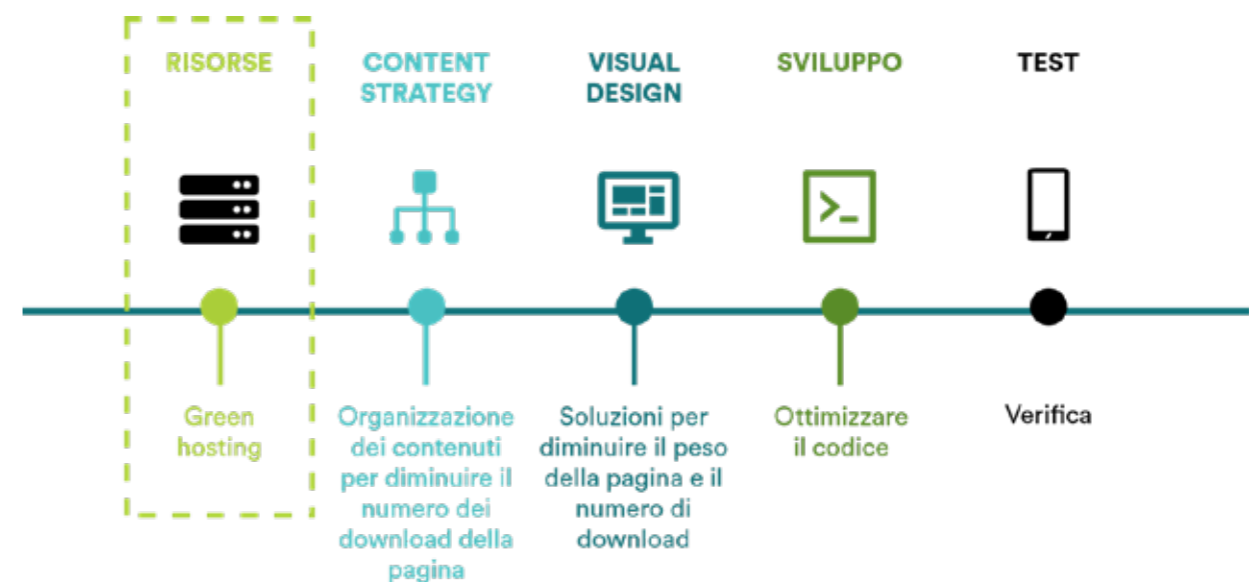 RISORSE
CONTENT
STRATEGY
VISUAL
DESIGN
SVILUPPO
TEST
Green
hosting
Organizzazione
dei contenuti
per diminuire il
numero dei
download della
pagina
Soluzioni per
diminuire il peso
della pagina e il
numero di
download
Ottimizzare
il codice
Verifica